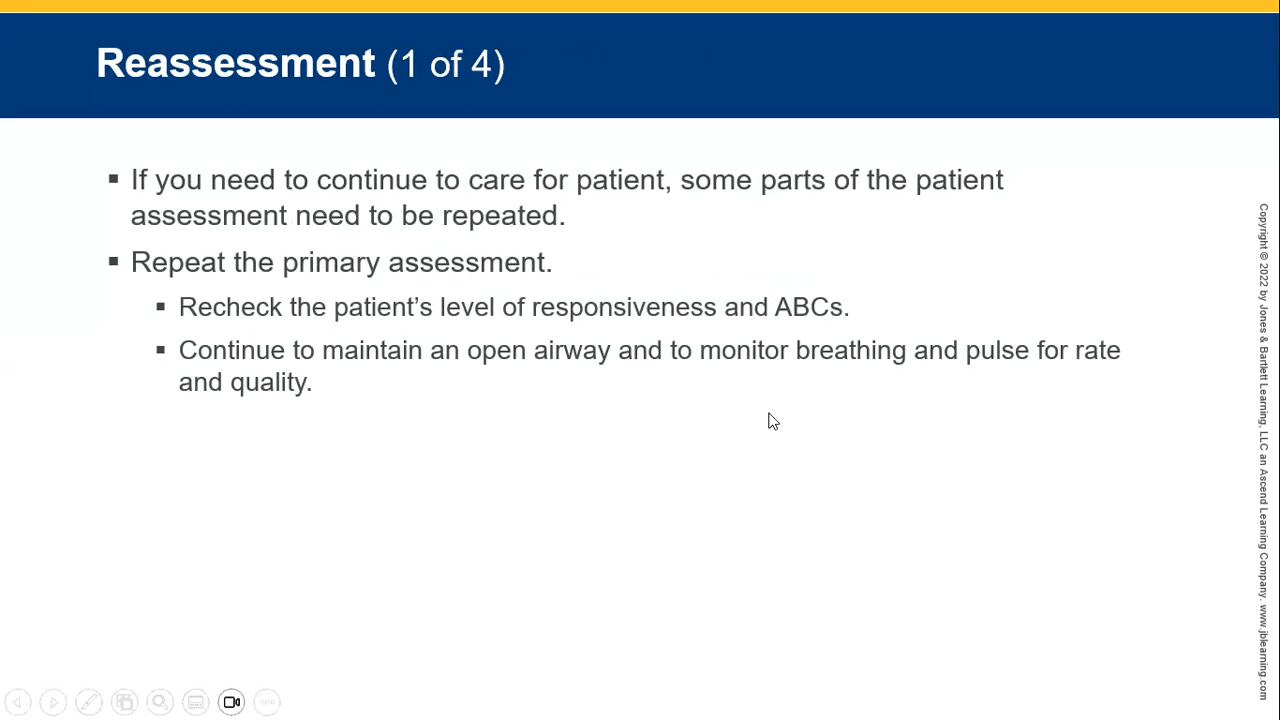 Reassessment (1 of 4)
If you need to continue to care for patient, some parts of the patient
assessment need to be repeated.
Repeat the primary assessment.
Recheck the patient’s level of responsiveness and ABCs.
Continue to maintain an open airway and to monitor breathing and pulse for rate
and quality.
Copyright © 2022 by Jones & Bartlett Learning, LLC an Ascend Learning Company. www.jblearning.com